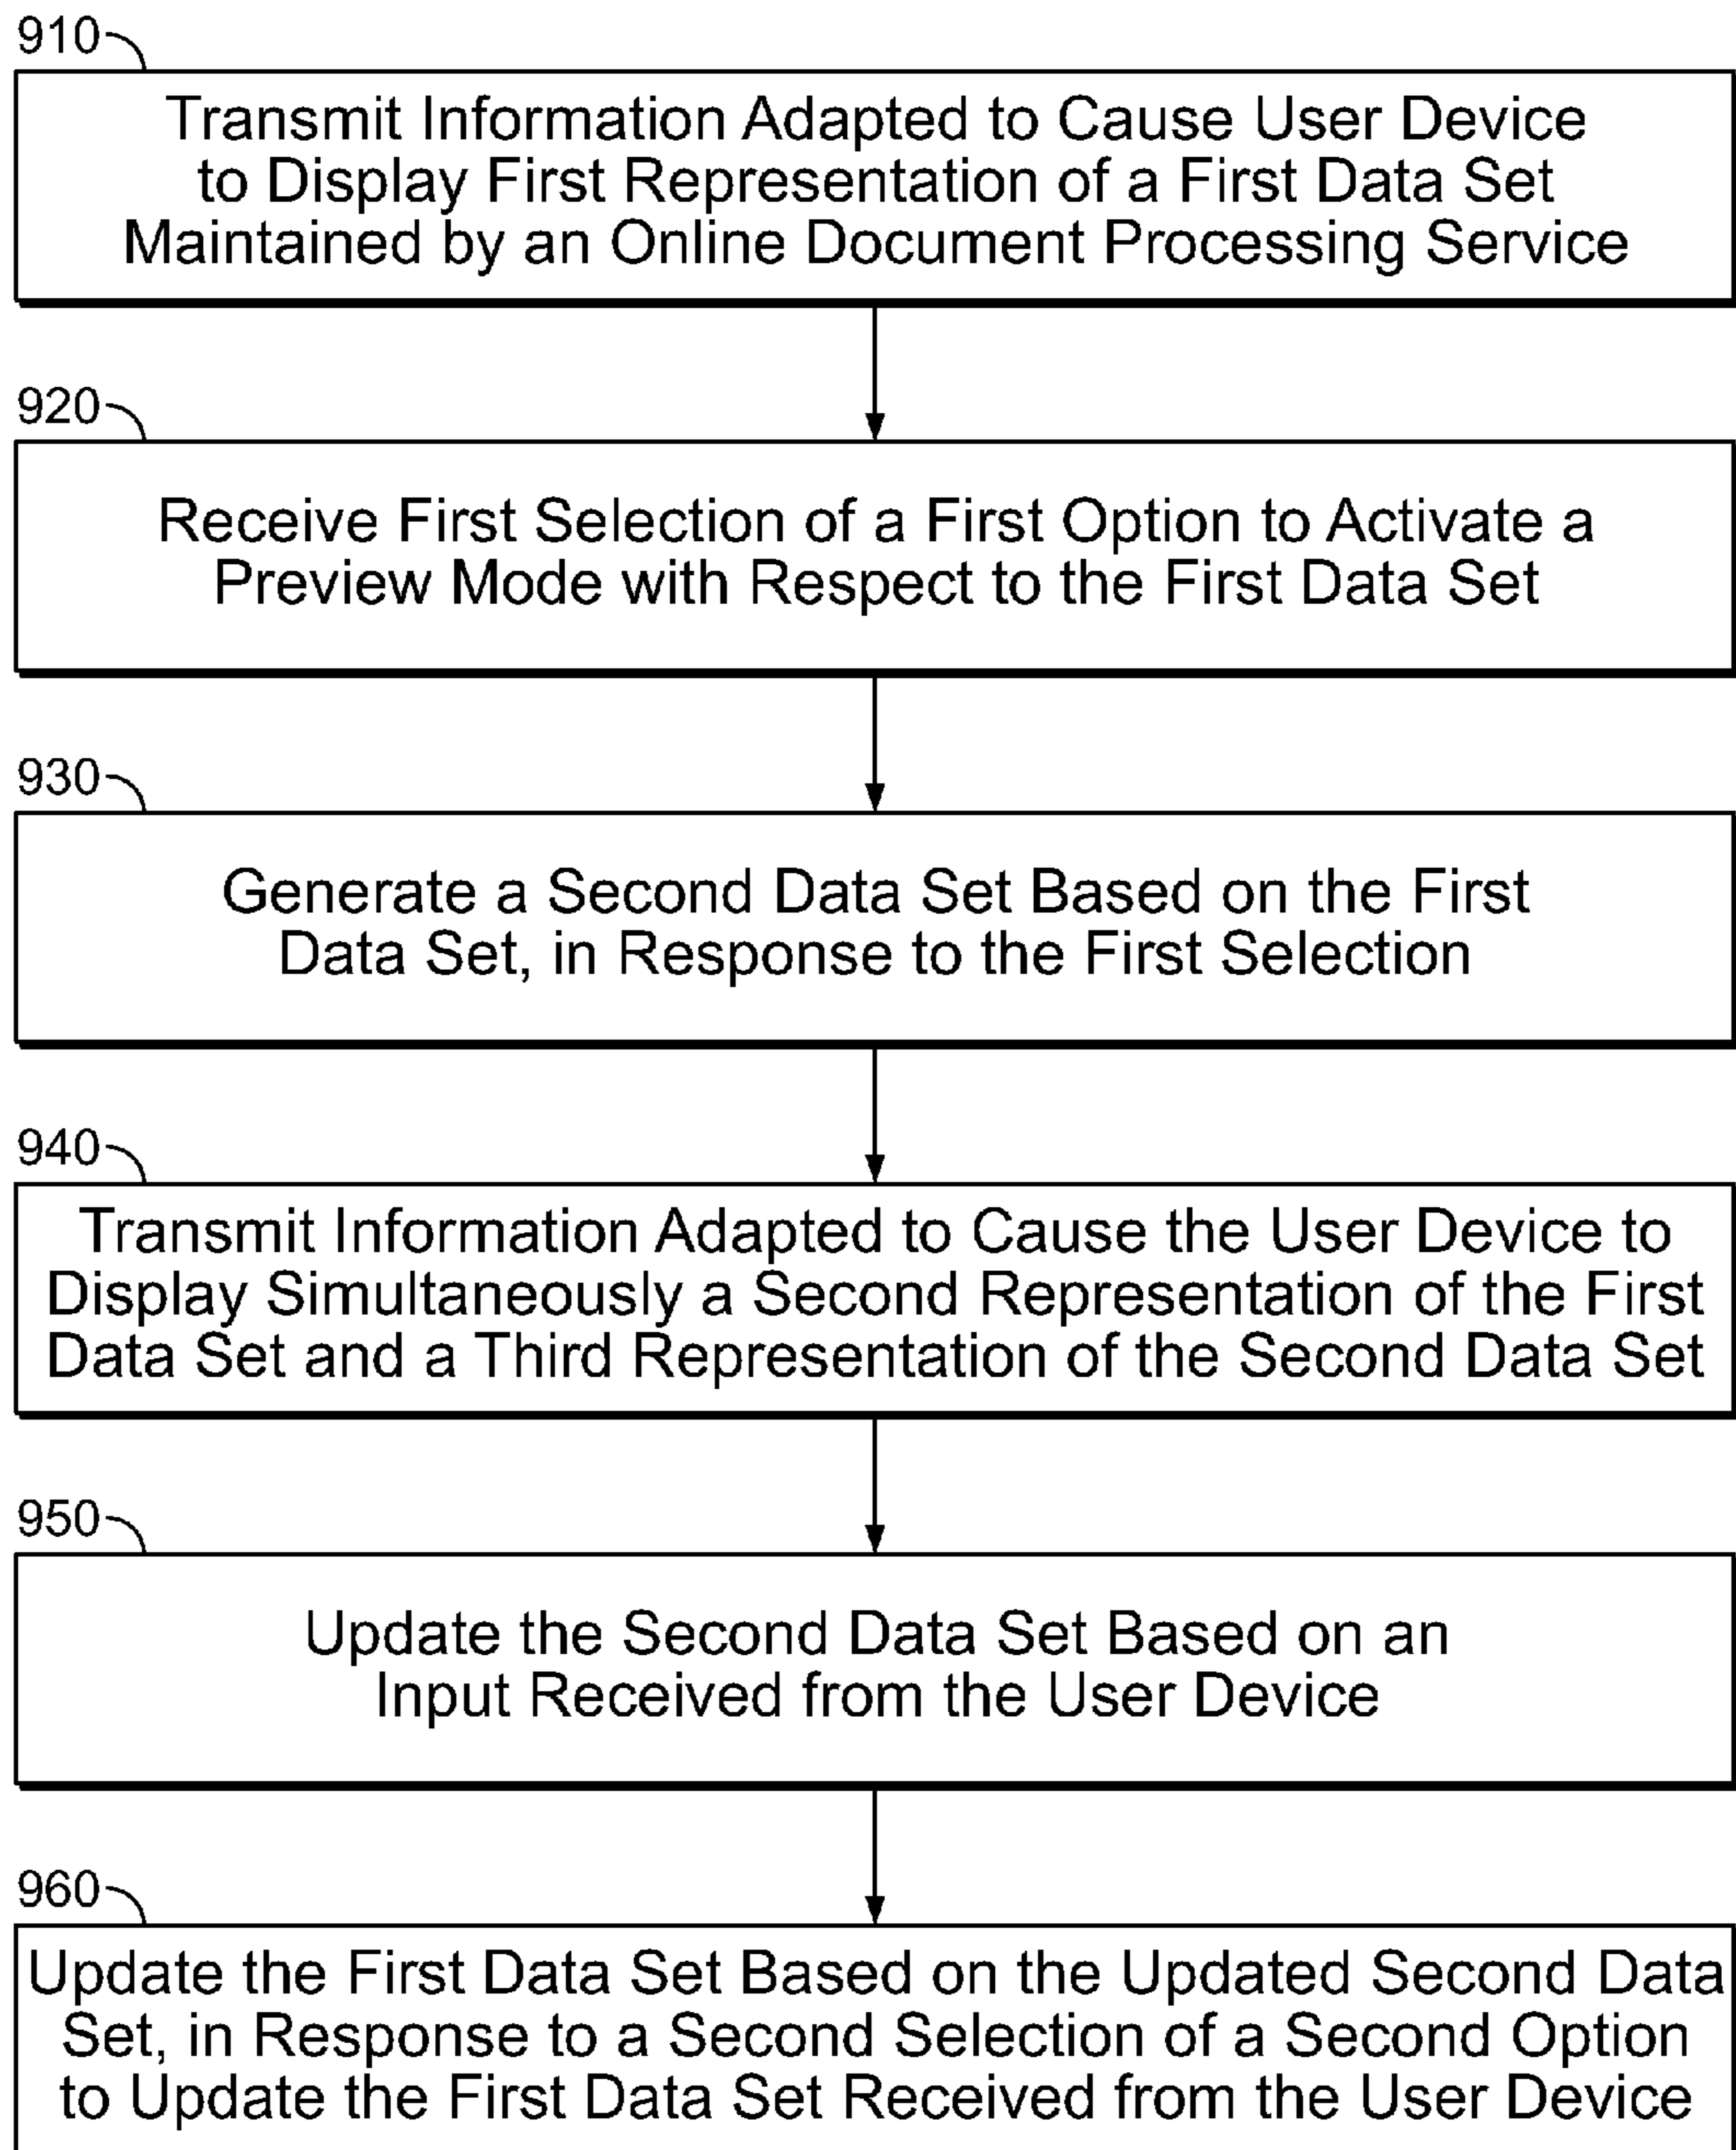 910
Transmit Information Adapted to Cause User Device
to Display First Representation of a First Data Set
Maintained by an Online Document Processing Service
920
Receive First Selection of a First Option to Activate a
Preview Mode with Respect to the First Data Set
930
Generate a Second Data Set Based on the First
Data Set, in Response to the First Selection
940
Transmit Information Adapted to Cause the User Device to
Display Simultaneously a Second Representation of the First
Data Set and a Third Representation of the Second Data Set
950
Update the Second Data Set Based on an
Input Received from the User Device
960
Update the First Data Set Based on the Updated Second Data
Set, in Response to a Second Selection of a Second Option
to Update the First Data Set Received from the User Device